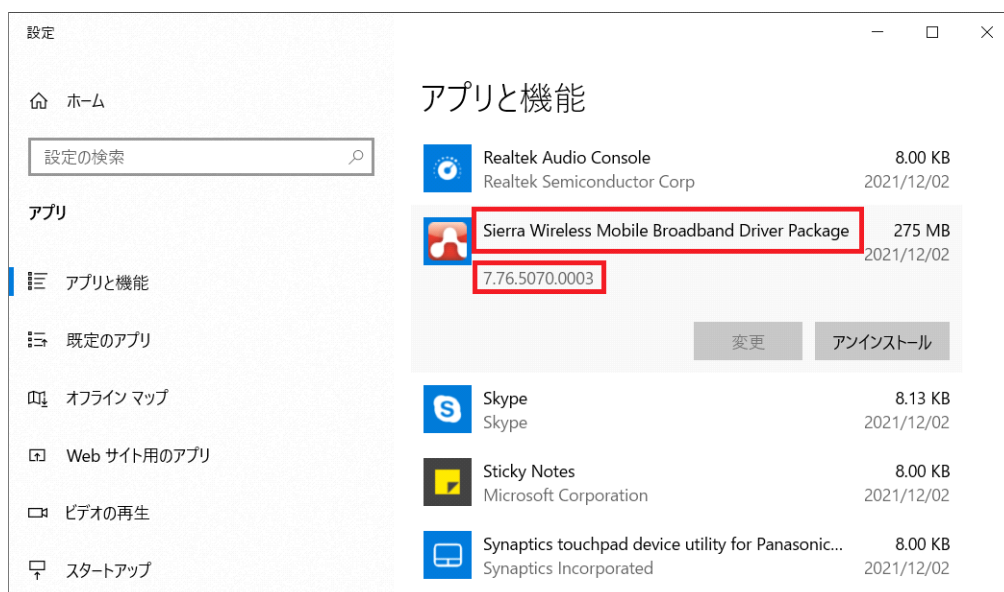 設定
ホーム
設定の検索
アプリ
アプリと機能
既定のアプリ
オフライン マップ
Web サイト用のアプリ
ビデオの再生
スタートアップ
アプリと機能
Realtek Audio Console 8.00 KB
Realtek Semiconductor Corp 2021/12/02
Sierra Wireless Mobile Broadband Driver Package 275 MB
2021/12/02
7.76.5070.0003
変更 アンインストール
Skype 8.13 KB
Skype 2021/12/02
Sticky Notes 8.00 KB
Microsoft Corporation 2021/12/02
Synaptics touchpad device utility for Panasonic... 8.00 KB
Synaptics Incorporated 2021/12/02